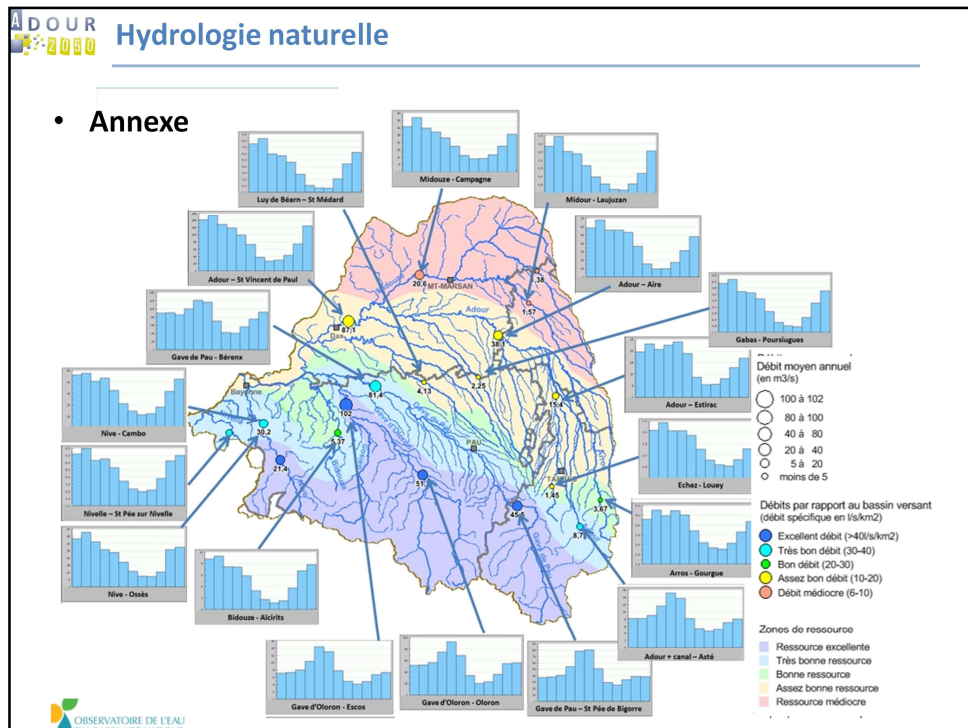 ADOUR
2050
Hydrologie naturelle
• Annexe
Luy de Béarn – St Médard
Midouze - Campagne
Midour - Laujuzan
Adour – St Vincent de Paul
Adour – Aire
Gave de Pau - Bérenx
Gabas - Poursiugues
Nive - Cambo
Adour – Estirac
Nivelle – St Pée sur Nivelle
Echez - Louey
Nive - Ossès
Arros - Gourgue
Bidouze - Aïcirits
Adour + canal – Asté
Gave d'Oloron - Escos
Gave d'Oloron - Oloron
Gave de Pau – St Pée de Bigorre
MT-MARSAN
20,6
1,57
Adour
87,1
Dax
38,1
4,13
2,25
15,4
Bayonne
81,4
102
30,2
5,37
21,4
PAU
1,45
3,67
8,7
Débit moyen annuel
(en m3/s)
100 à 102
80 à 100
40 à 80
20 à 40
5 à 20
moins de 5
Débits par rapport au bassin versant
(débit spécifique en l/s/km2)
Excellent débit (>40l/s/km2)
Très bon débit (30-40)
Bon débit (20-30)
Assez bon débit (10-20)
Débit médiocre (6-10)
Zones de ressource
Ressource excellente
Très bonne ressource
Bonne ressource
Assez bonne ressource
Ressource médiocre
OBSERVATOIRE DE L'EAU